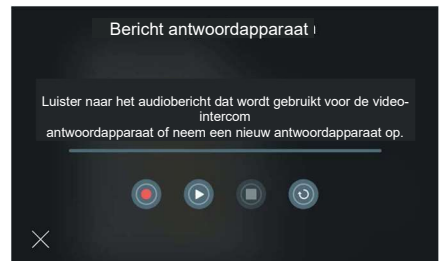 Bericht antwoordapparaat
Luister naar het audiobericht dat wordt gebruikt voor de video-
intercom
antwoordapparaat of neem een nieuw antwoordapparaat op.